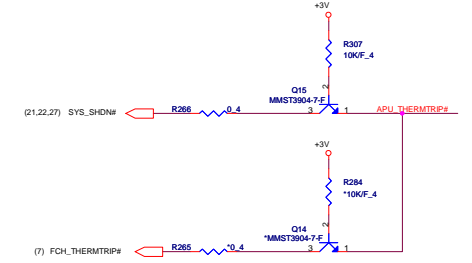 +3V
R307
10K/F_4
Q15
MMST3904-7-F
2
(21,22,27) SYS_SHDN#
R266
0_4
3
1
APU_THERMTRIP#
+3V
R284
*10K/F_4
Q14
*MMST3904-7-F
2
(7) FCH_THERMTRIP#
R265
*0_4
3
1